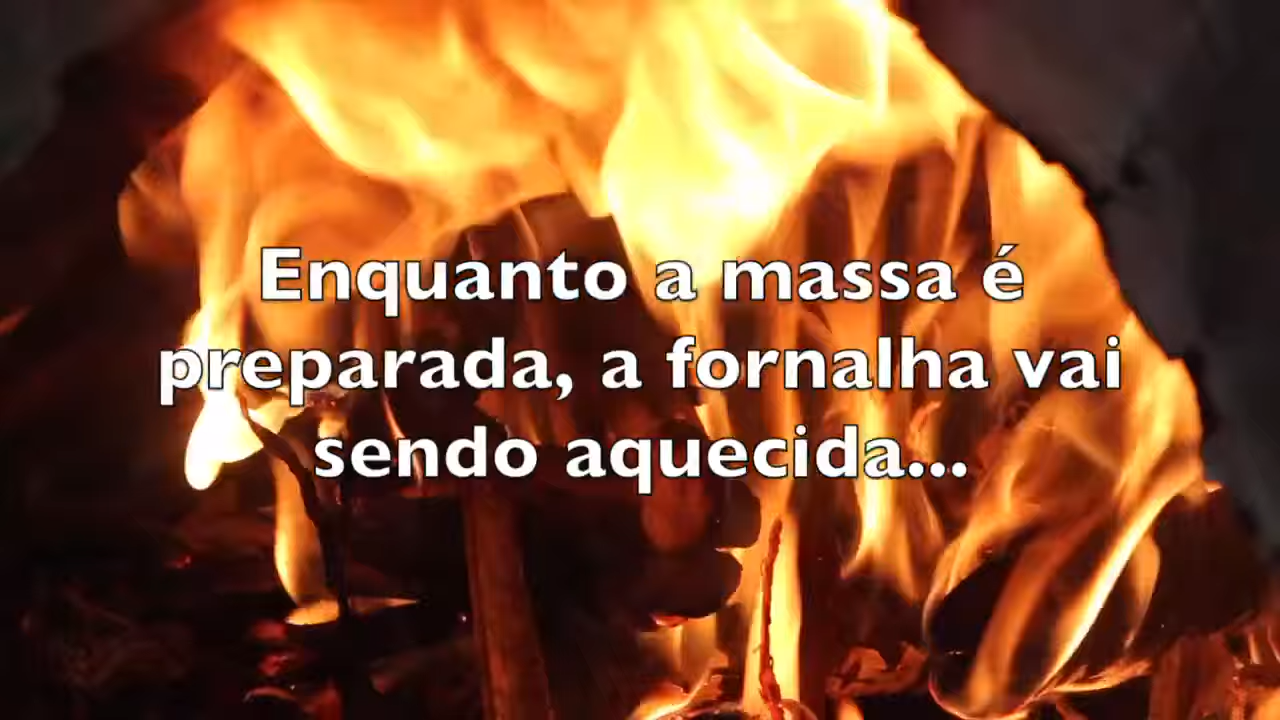 Enquanto a massa é
preparada, a fornalha vai
sendo aquecida...